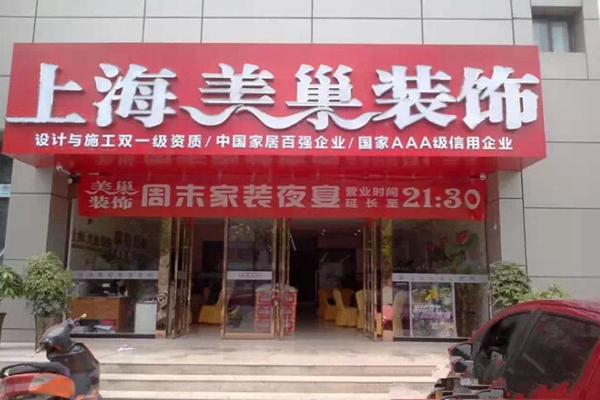 上海美巢装饰
设计与施工双一级资质/中国家居百强企业/国家AAA级信用企业
美巢装饰 周末家装夜宴 营业时间延长至21:30